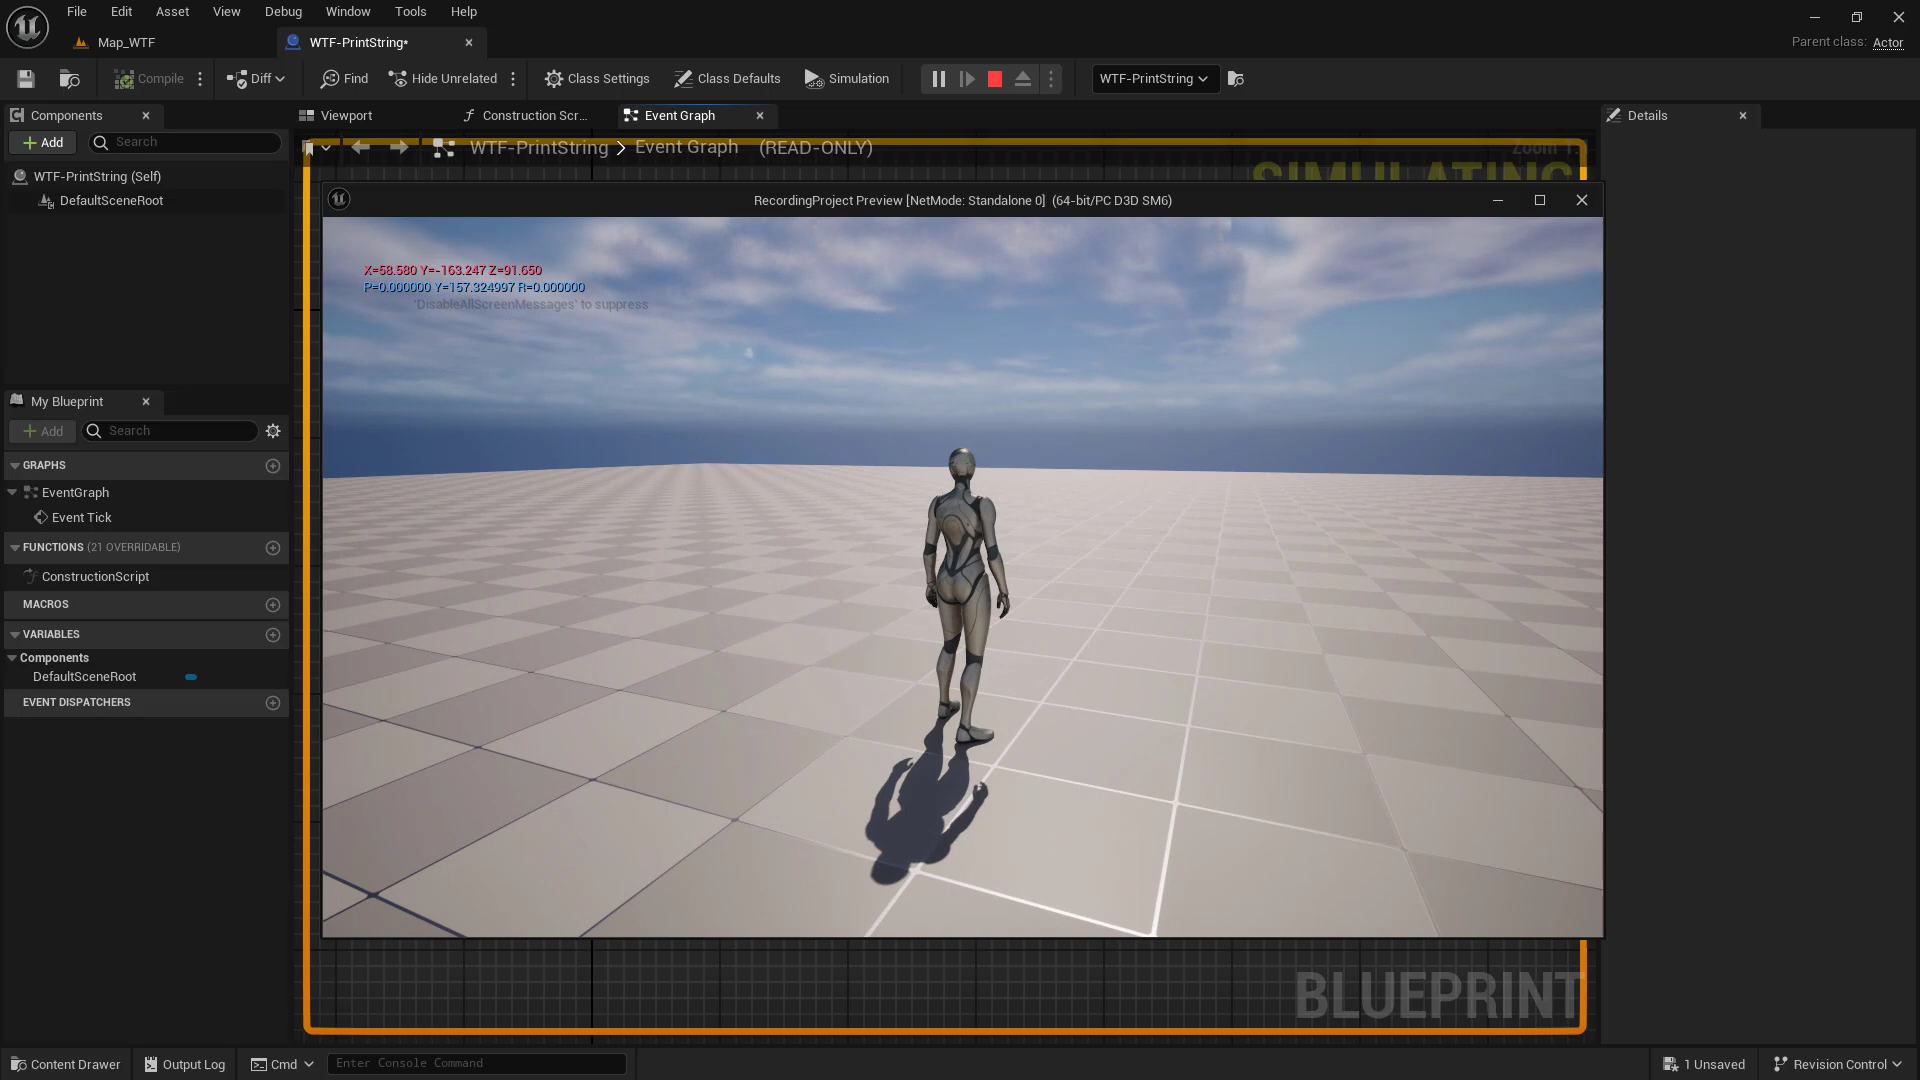 File Edit Asset View Debug Window Tools Help
Map_WTF
WTF-PrintString*
Parent class: Actor
Compile
Diff
Find
Hide Unrelated
Class Settings
Class Defaults
Simulation
WTF-PrintString
Components
Viewport
Construction Scr...
Event Graph
Details
Add
Search
WTF-PrintString > Event Graph (READ-ONLY)
SIMULATING
WTF-PrintString (Self)
DefaultSceneRoot
RecordingProject Preview [NetMode: Standalone 0] (64-bit/PC D3D SM6)
X=58.580 Y=-163.247 Z=91.650
P=0.000000 Y=157.324997 R=0.000000
'DisableAllScreenMessages' to suppress
My Blueprint
Add
Search
GRAPHS
EventGraph
Event Tick
FUNCTIONS (21 OVERRIDABLE)
ConstructionScript
MACROS
VARIABLES
Components
DefaultSceneRoot
EVENT DISPATCHERS
BLUEPRINT
Content Drawer
Output Log
Cmd
Enter Console Command
1 Unsaved
Revision Control